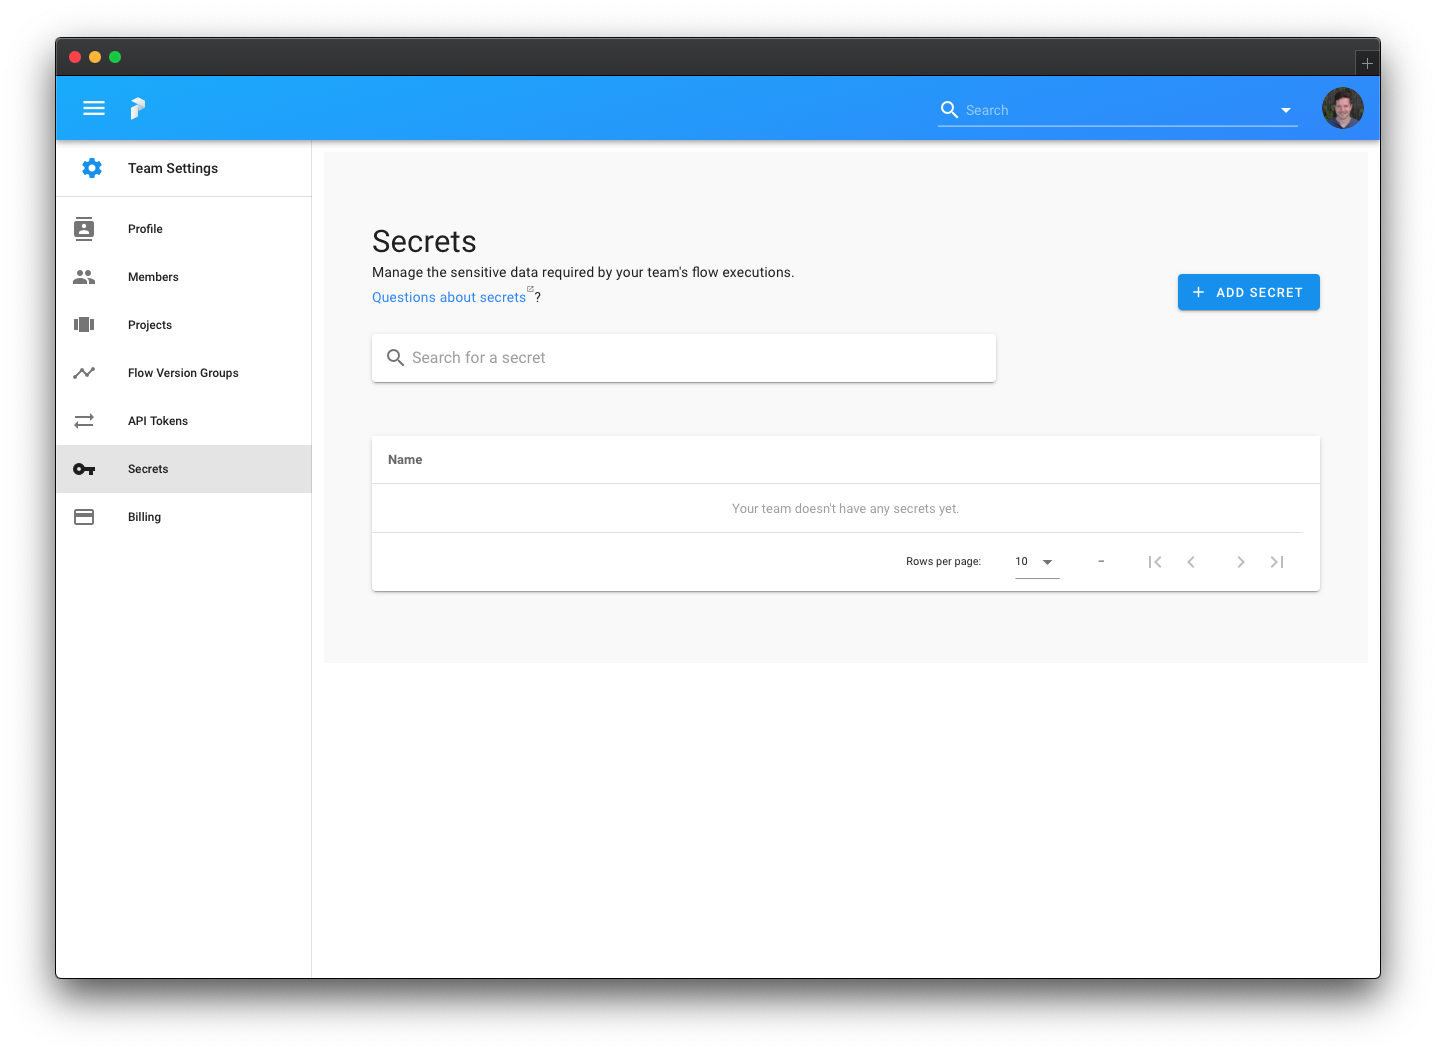 Search
Team Settings
Profile
Members
Projects
Flow Version Groups
API Tokens
Secrets
Billing
Secrets
Manage the sensitive data required by your team's flow executions.
Questions about secrets ?
ADD SECRET
Search for a secret
Name
Your team doesn't have any secrets yet.
Rows per page: 10 –